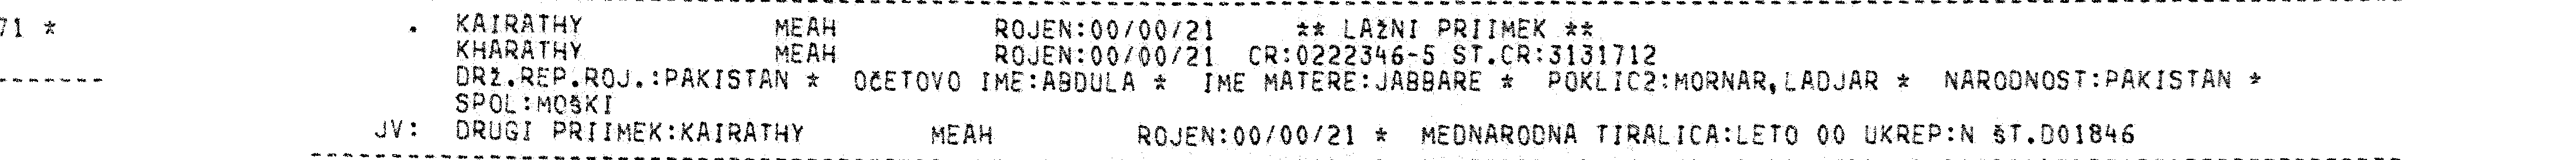 71 * . KAIRATHY MEAH ROJEN:00/00/21 ** LAŽNI PRIIMEK **
KHARATHY MEAH ROJEN:00/00/21 CR:0222346-5 ST.CR:3131712
------- DRŽ.REP.ROJ.:PAKISTAN * OČETOVO IME:ABDULA * IME MATERE:JABBARE * POKLIC2:MORNAR,LADJAR * NARODNOST:PAKISTAN *
SPOL:MOŠKI
JV: DRUGI PRIIMEK:KAIRATHY MEAH ROJEN:00/00/21 * MEDNARODNA TIRALICA:LETO 00 UKREP:N ŠT.D01846